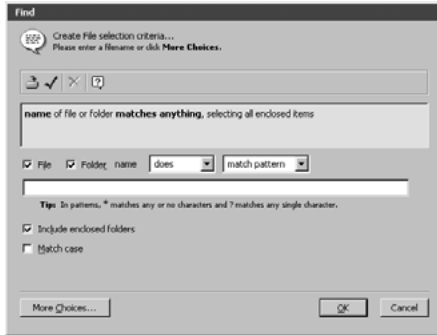 Find
Create File selection criteria...
Please enter a filename or click More Choices.
name of file or folder matches anything, selecting all enclosed items
File Folder name does match pattern
Tip: In patterns, * matches any or no characters and ? matches any single character.
Include enclosed folders
Match case
More Choices... OK Cancel